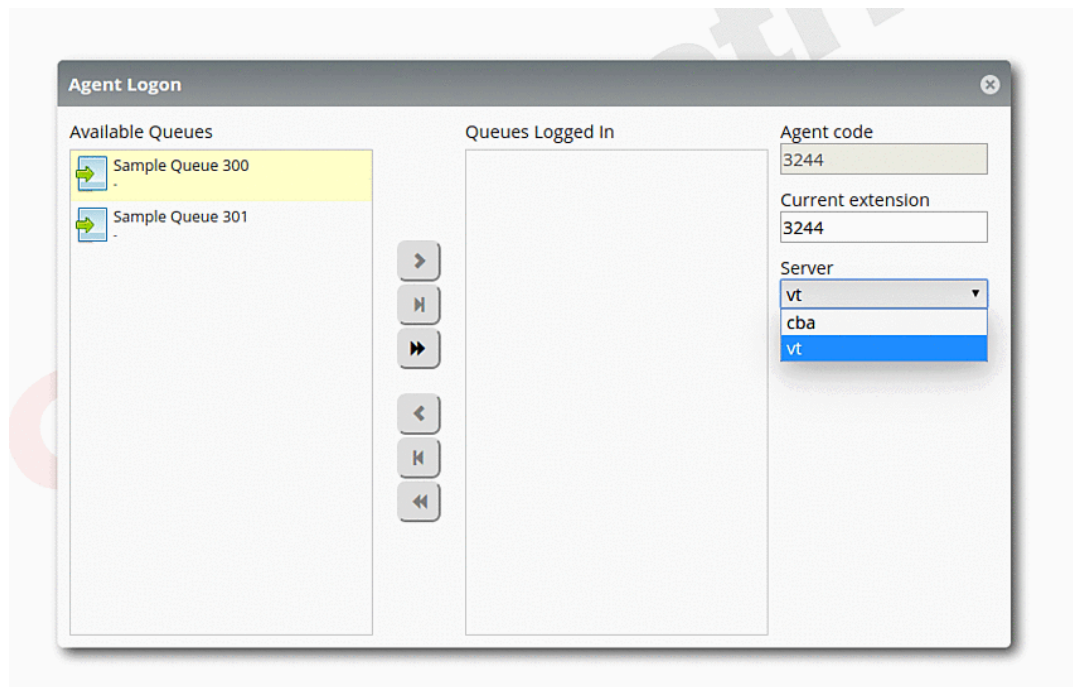 Agent Logon
Available Queues
Sample Queue 300
-
Sample Queue 301
-
Queues Logged In
Agent code
3244
Current extension
3244
Server
vt
cba
vt